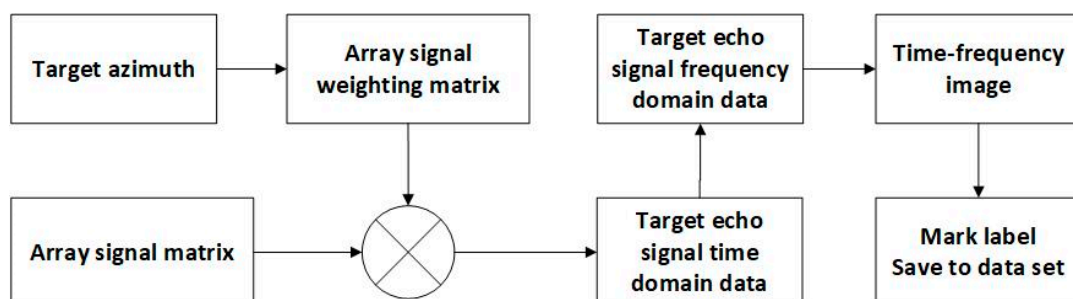 Target azimuth
Array signal
weighting matrix
Target echo
signal frequency
domain data
Time-frequency
image
Array signal matrix
Target echo
signal time
domain data
Mark label
Save to data set